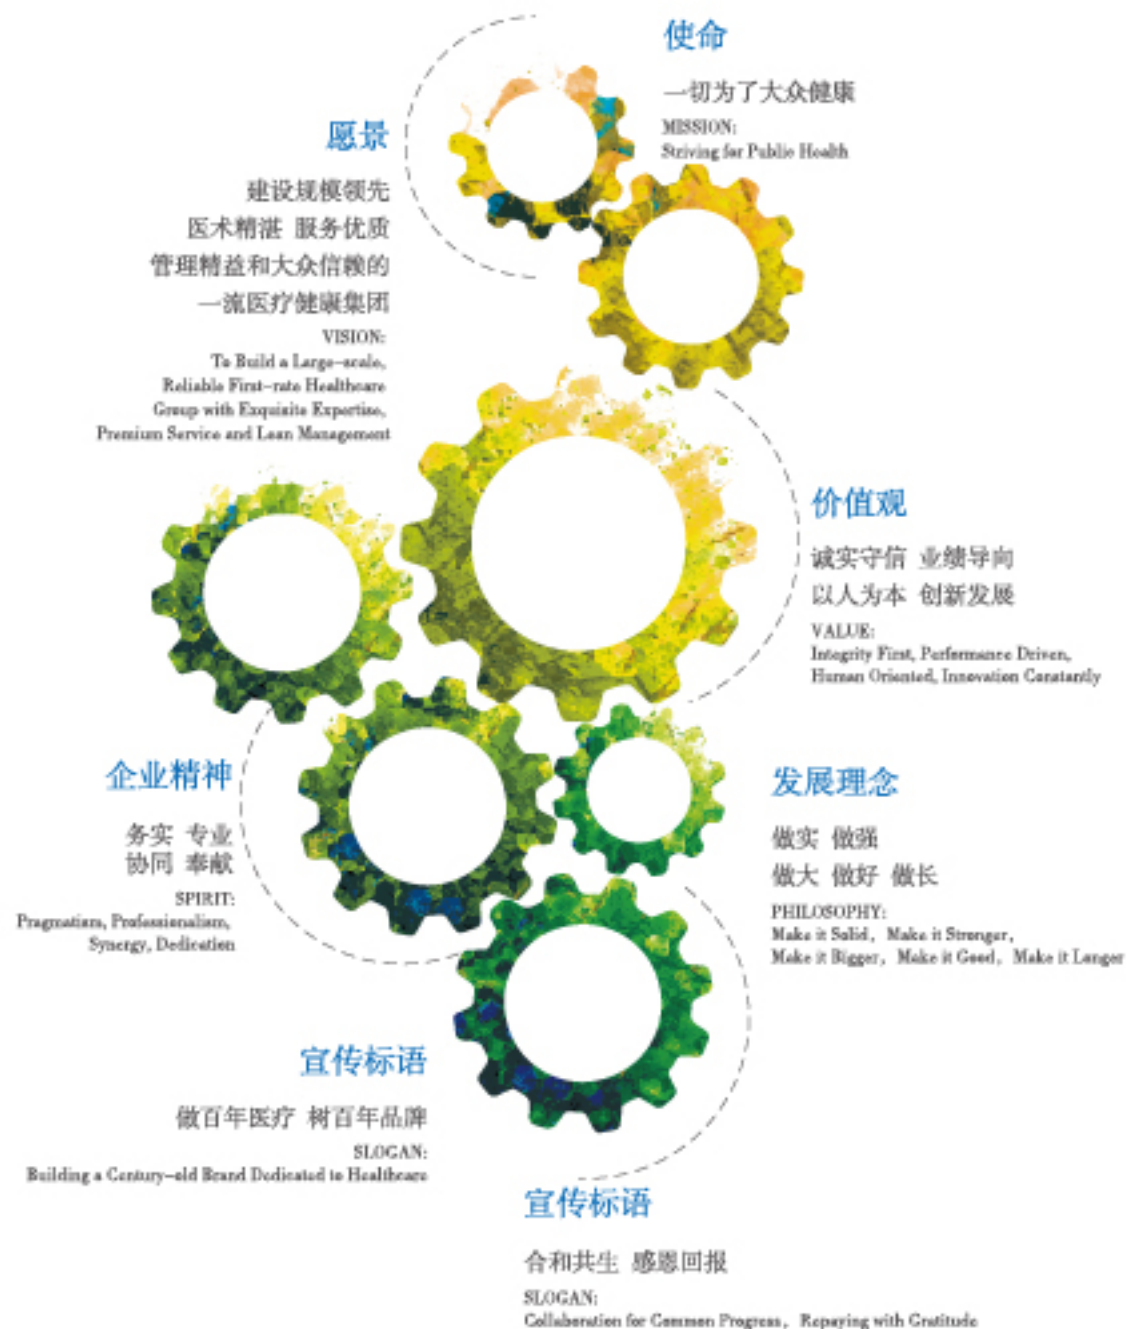 使命
一切为了大众健康
MISSION:
Striving for Public Health
愿景
建设规模领先
医术精湛 服务优质
管理精益和大众信赖的
一流医疗健康集团
VISION:
To Build a Large-scale,
Reliable First-rate Healthcare
Group with Exquisite Expertise,
Premium Service and Lean Management
价值观
诚实守信 业绩导向
以人为本 创新发展
VALUE:
Integrity First, Performance Driven,
Human Oriented, Innovation Constantly
企业精神
务实 专业
协同 奉献
SPIRIT:
Pragmatism, Professionalism,
Synergy, Dedication
发展理念
做实 做强
做大 做好 做长
PHILOSOPHY:
Make it Solid, Make it Stronger,
Make it Bigger, Make it Good, Make it Longer
宣传标语
做百年医疗 树百年品牌
SLOGAN:
Building a Century-old Brand Dedicated to Healthcare
宣传标语
合和共生 感恩回报
SLOGAN:
Collaboration for Common Progress, Repaying with Gratitude